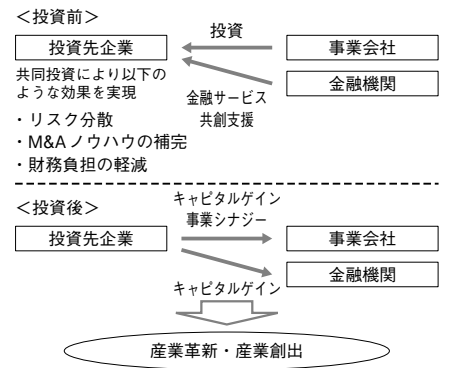 ＜投資前＞
投資
投資先企業
事業会社
共同投資により以下の
ような効果を実現
金融機関
金融サービス
共創支援
・リスク分散
・M&Aノウハウの補完
・財務負担の軽減
＜投資後＞
キャピタルゲイン
事業シナジー
投資先企業
事業会社
金融機関
キャピタルゲイン
産業革新・産業創出